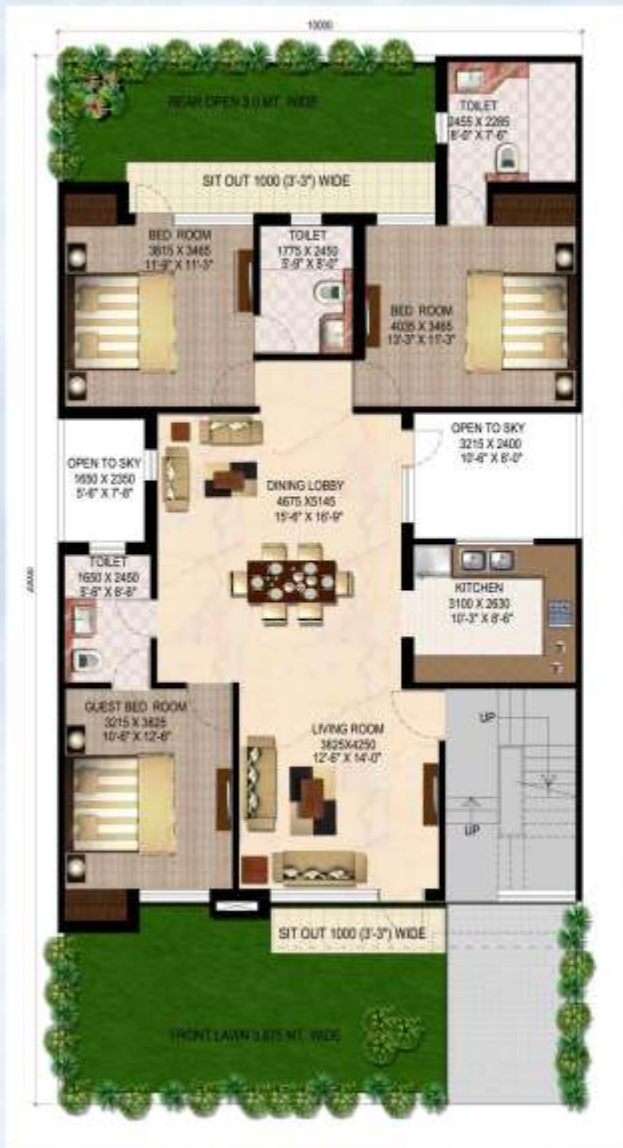 10000
REAR OPEN 3.0 MT. WIDE
TOILET
2455 X 2285
8'-0" X 7'-6"
SIT OUT 1000 (3'-3") WIDE
BED ROOM
3615 X 3465
11'-9" X 11'-3"
TOILET
1775 X 2450
5'-9" X 8'-0"
BED ROOM
4035 X 3465
13'-3" X 11'-3"
OPEN TO SKY
1650 X 2350
5'-6" X 7'-8"
OPEN TO SKY
3215 X 2400
10'-6" X 8'-0"
DINING LOBBY
4675 X5145
15'-6" X 16'-9"
TOILET
1650 X 2450
5'-6" X 8'-6"
20000
KITCHEN
3100 X 2630
10'-3" X 8'-6"
GUEST BED ROOM
3215 X 3825
10'-6" X 12'-6"
LIVING ROOM
3825X4250
12'-6" X 14'-0"
UP
UP
SIT OUT 1000 (3'-3") WIDE
FRONT LAWN 3.875 MT. WIDE